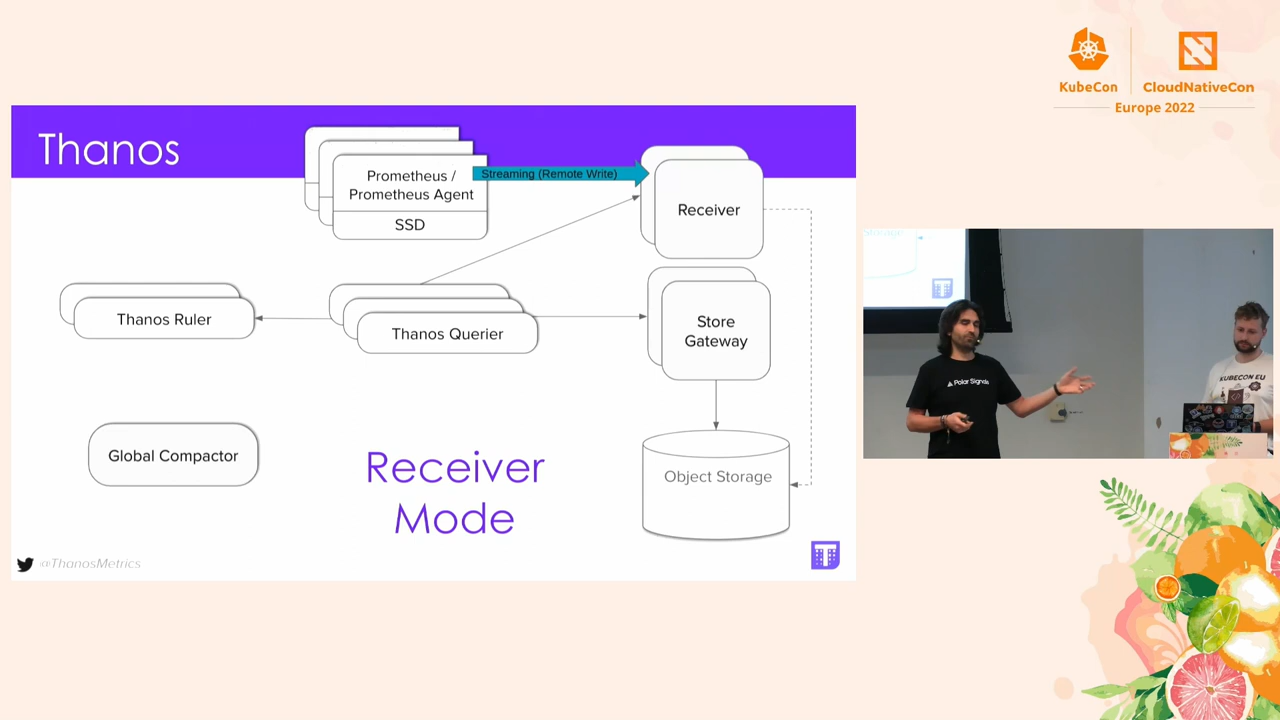 KubeCon
CloudNativeCon
Europe 2022
Thanos
Prometheus /
Prometheus Agent
SSD
Streaming (Remote Write)
Receiver
Thanos Ruler
Thanos Querier
Store
Gateway
Global Compactor
Receiver
Mode
Object Storage
@ThanosMetrics
T
Storage
Polar Signals
KUBECON EU